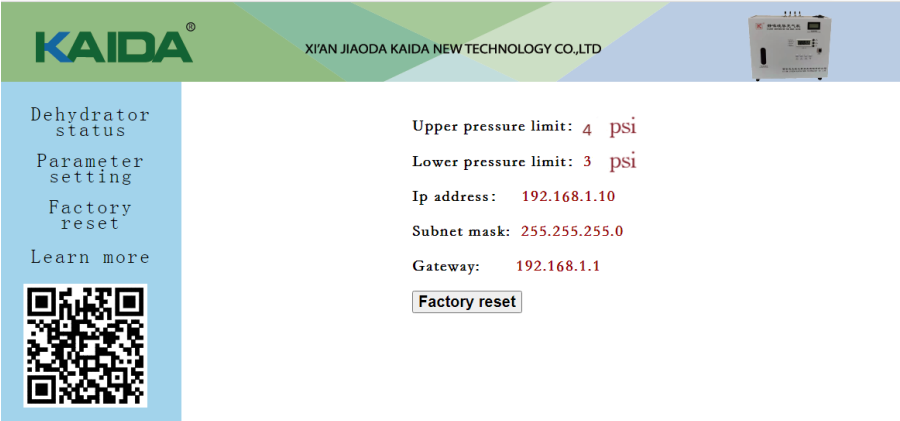 KAIDA®
XI'AN JIAODA KAIDA NEW TECHNOLOGY CO.,LTD
Dehydrator
status
Parameter
setting
Factory
reset
Learn more
Upper pressure limit: 4 psi
Lower pressure limit: 3 psi
Ip address: 192.168.1.10
Subnet mask: 255.255.255.0
Gateway: 192.168.1.1
Factory reset